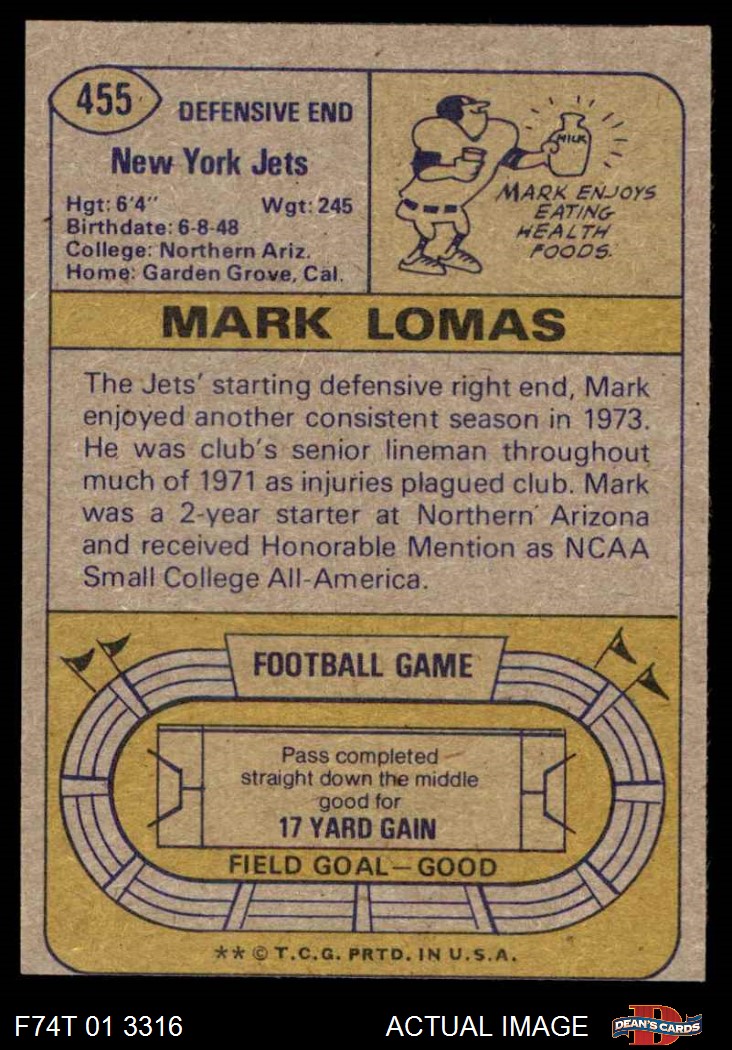 455
DEFENSIVE END
New York Jets
Hgt: 6'4" Wgt: 245
Birthdate: 6-8-48
College: Northern Ariz.
Home: Garden Grove, Cal.
MILK
MARK ENJOYS
EATING
HEALTH
FOODS.
MARK LOMAS
The Jets' starting defensive right end, Mark
enjoyed another consistent season in 1973.
He was club's senior lineman throughout
much of 1971 as injuries plagued club. Mark
was a 2-year starter at Northern Arizona
and received Honorable Mention as NCAA
Small College All-America.
FOOTBALL GAME
Pass completed
straight down the middle
good for
17 YARD GAIN
FIELD GOAL—GOOD
** © T.C.G. PRTD. IN U.S.A.
F74T 01 3316
ACTUAL IMAGE
D
DEAN'S CARDS